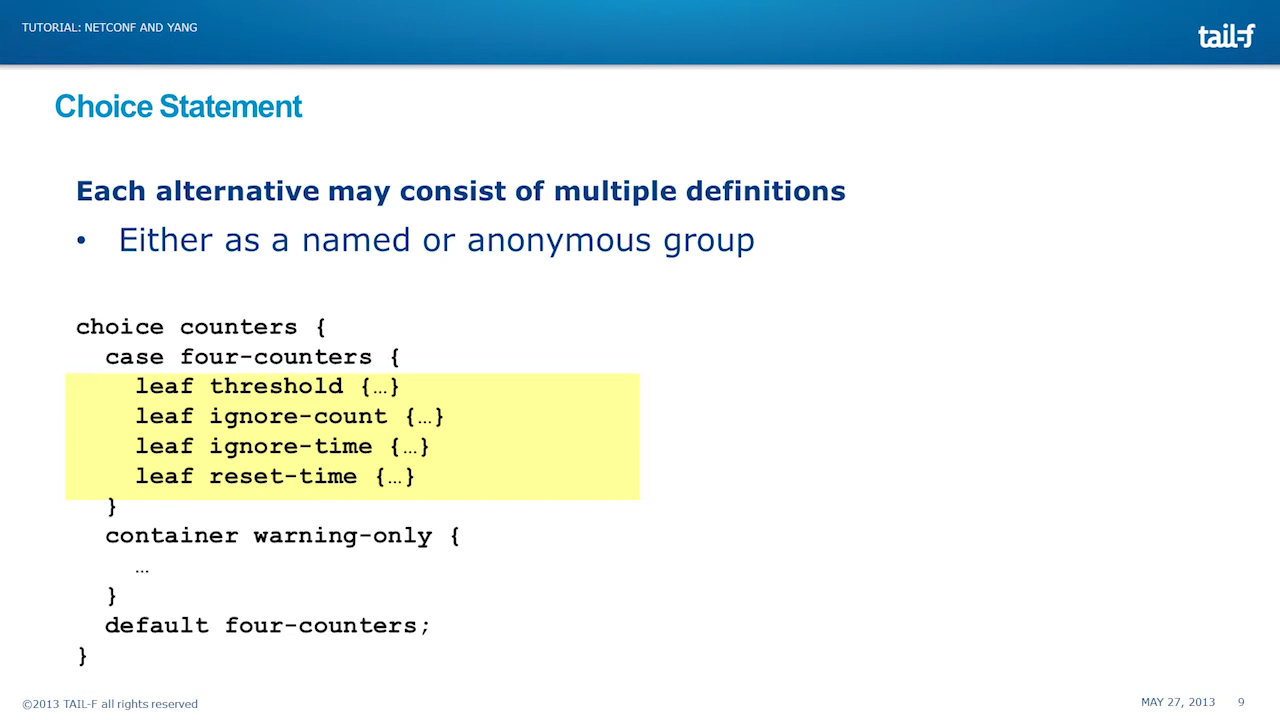 TUTORIAL: NETCONF AND YANG
tail-f
Choice Statement
Each alternative may consist of multiple definitions
• Either as a named or anonymous group
choice counters {
  case four-counters {
    leaf threshold {…}
    leaf ignore-count {…}
    leaf ignore-time {…}
    leaf reset-time {…}
  }
  container warning-only {
    …
  }
  default four-counters;
}
©2013 TAIL-F all rights reserved
MAY 27, 2013 9